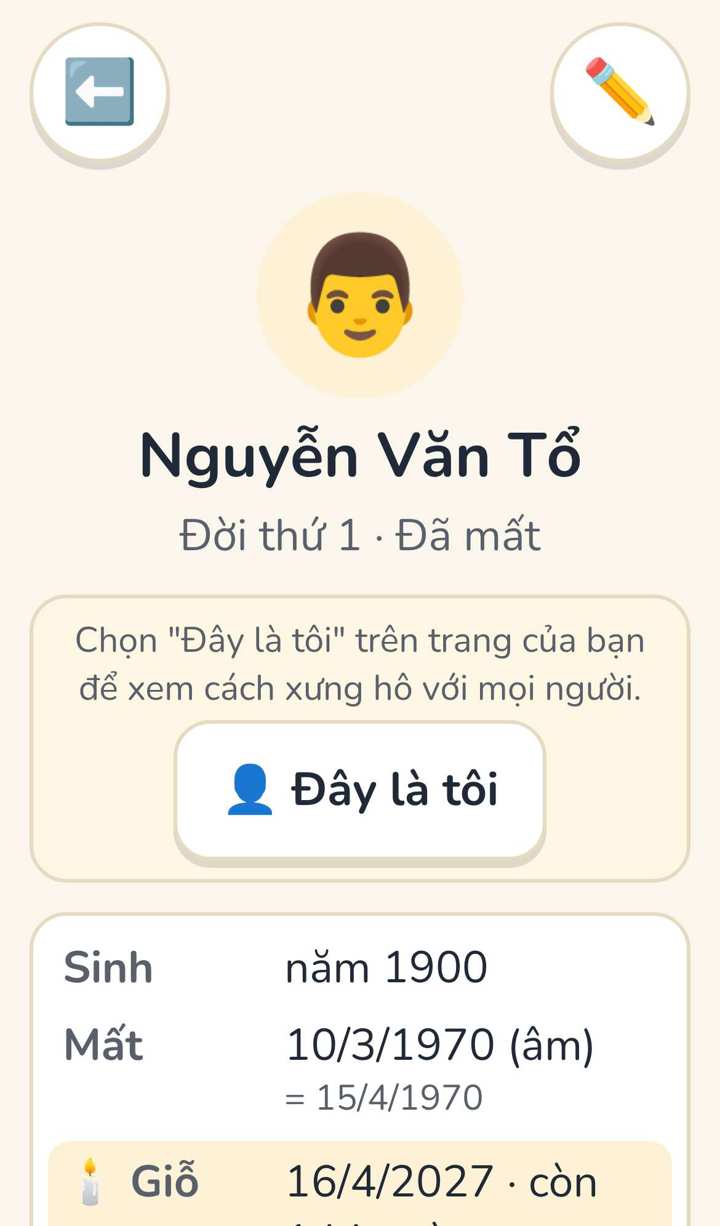 Nguyễn Văn Tổ
Đời thứ 1 · Đã mất
Chọn "Đây là tôi" trên trang của bạn
để xem cách xưng hô với mọi người.
Đây là tôi
Sinh năm 1900
Mất 10/3/1970 (âm)
= 15/4/1970
Giỗ 16/4/2027 · còn